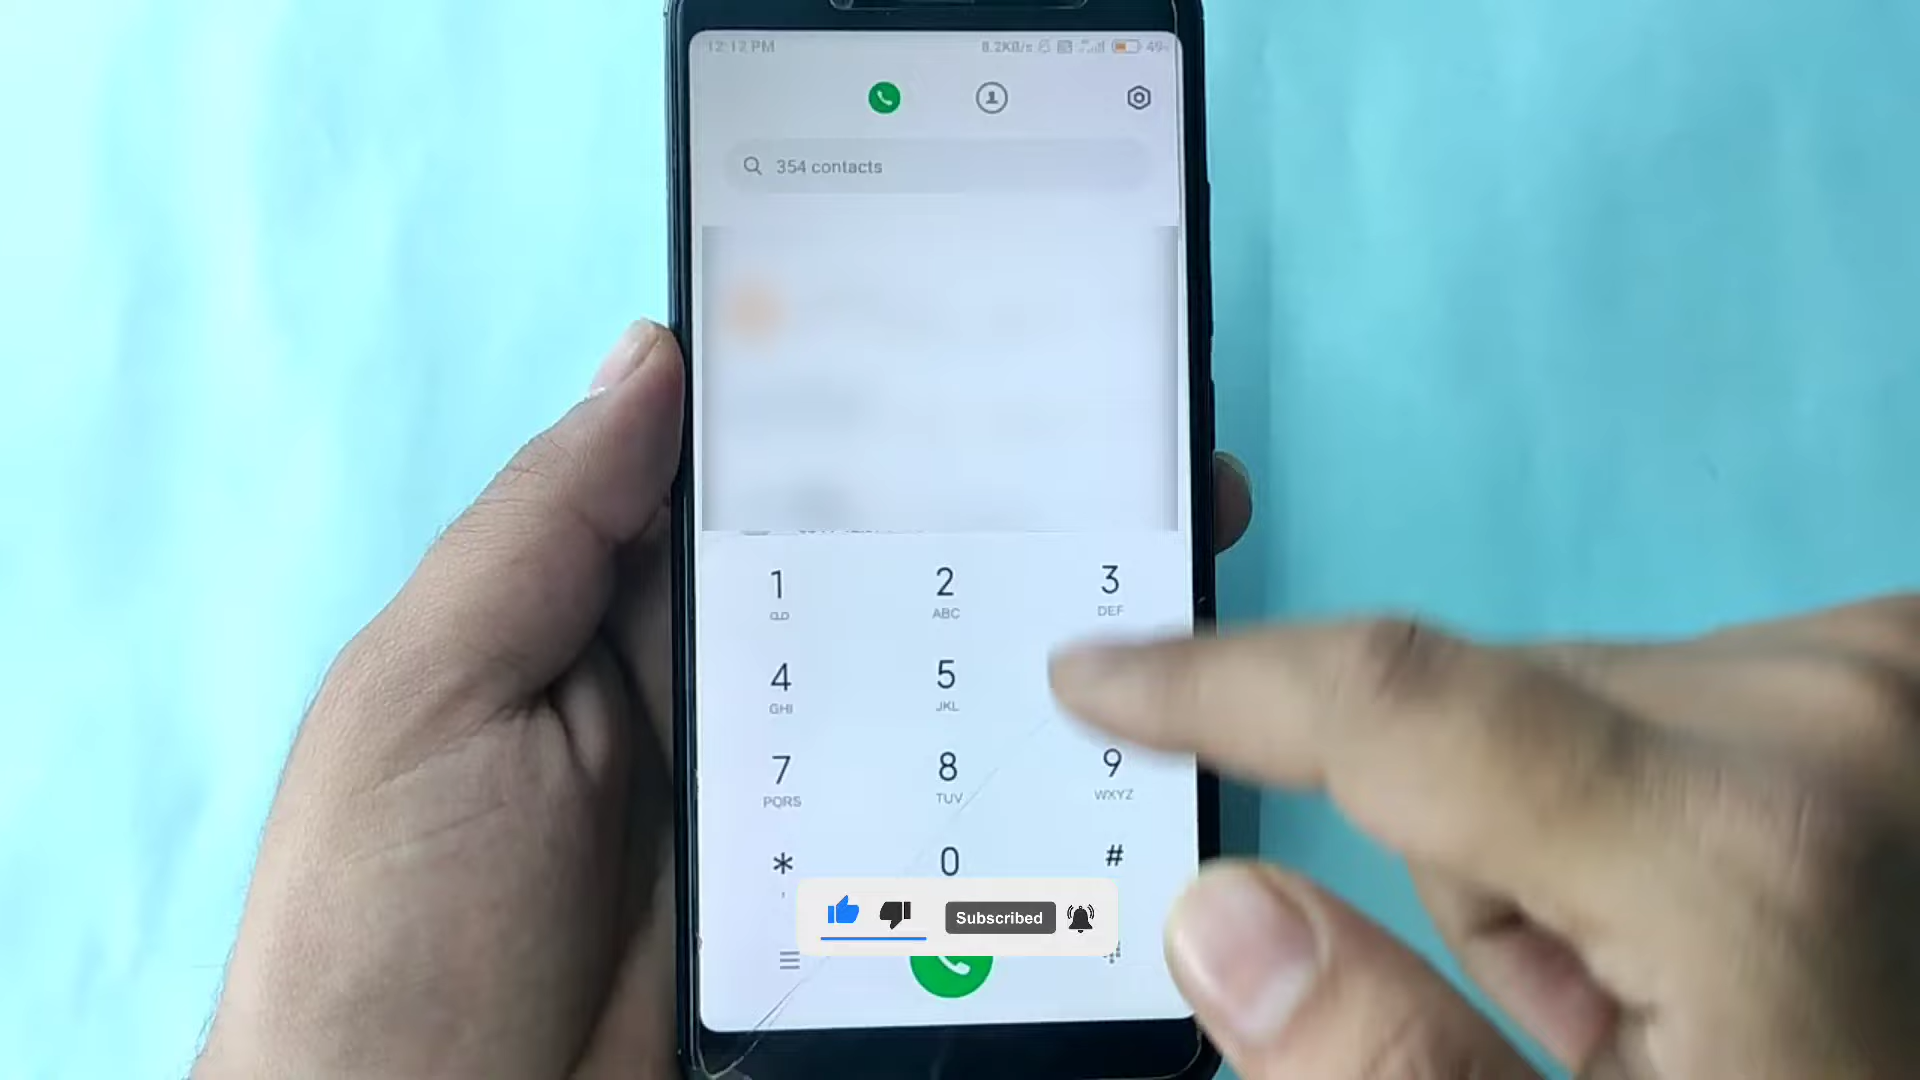 12:12 PM 8.2KB/s 49
354 contacts
1 2 3
ABC DEF
4 5
GHI JKL
7 8 9
PQRS TUV WXYZ
* 0 #
,
Subscribed